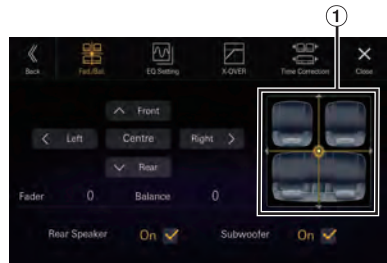 ①
Back Fad./Bal. EQ Setting X-OVER Time Correction Close
Front
Left Centre Right
Rear
Fader 0 Balance 0
Rear Speaker On Subwoofer On